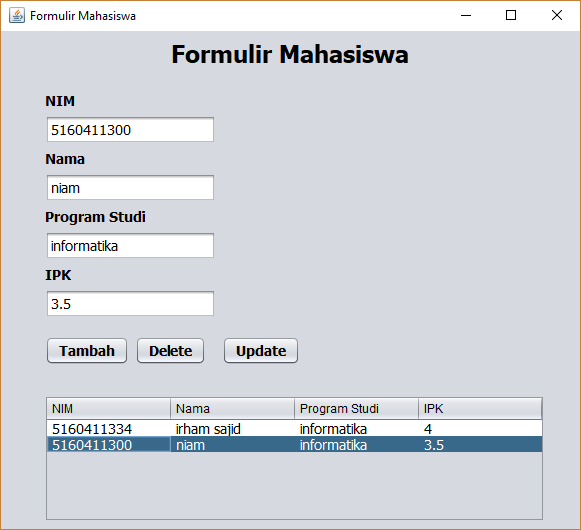 Formulir Mahasiswa
Formulir Mahasiswa
NIM
5160411300
Nama
niam
Program Studi
informatika
IPK
3.5
Tambah Delete Update
NIM Nama Program Studi IPK
5160411334 irham sajid informatika 4
5160411300 niam informatika 3.5